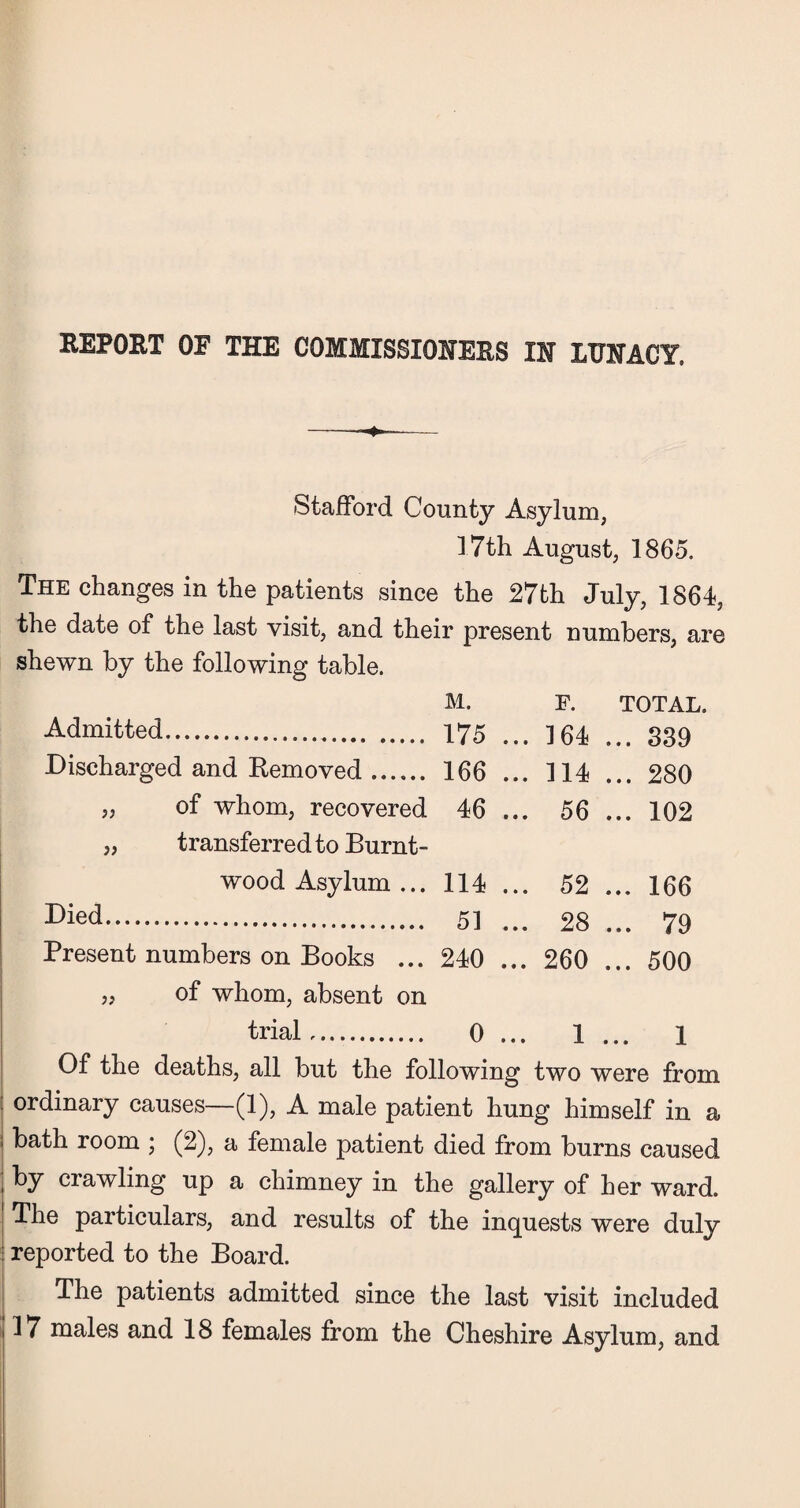 REPORT OF THE COMMISSIONERS IN LUNACY.
Stafford County Asylum,
17th August, 1865.
THE changes in the patients since the 27th July, 1864,
the date of the last visit, and their present numbers, are
shewn by the following table.
M. F. TOTAL.
Admitted........................ ..... 175 ... 164 ... 339
Discharged and Removed ...... 166 ... 114 ... 280
„ of whom, recovered 46 ... 56 ... 102
„ transferred to Burnt-
wood Asylum ... 114 ... 52 ... 166
Died.................................... 51 ... 28 ... 79
Present numbers on Books ... 240 ... 260 ... 500
„ of whom, absent on
trial............. 0 ... 1 ... 1
Of the deaths, all but the following two were from
ordinary causes—(1), A male patient hung himself in a
bath room ; (2), a female patient died from burns caused
by crawling up a chimney in the gallery of her ward.
The particulars, and results of the inquests were duly
reported to the Board.
The patients admitted since the last visit included
17 males and 18 females from the Cheshire Asylum, and